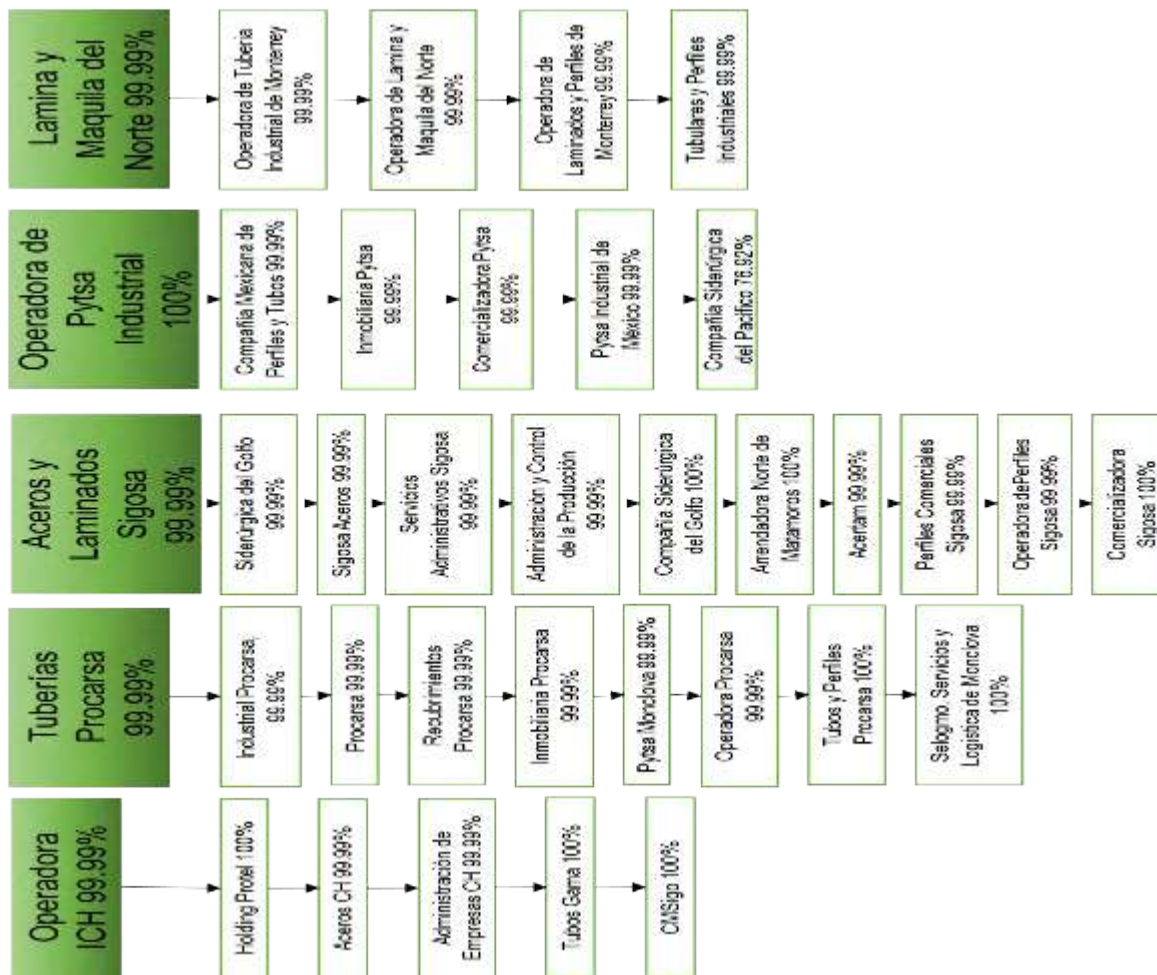 Operadora
ICH 99.99%
Holding Protel 100%
Aceros CH 99.99%
Administración de
Empresas CH 99.99%
Tubos Gama 100%
CMSigo 100%
Tuberías
Procarsa
99.99%
Industrial Procarsa,
99.99%
Procarsa 99.99%
Recubrimientos
Procarsa 99.99%
Inmobiliaria Procarsa
99.99%
Pytsa Monclova 99.99%
Operadora Procarsa
99.99%
Tubos y Perfiles
Procarsa 100%
Selogmo, Servicios y
Logística de Monclova
100%
Aceros y
Laminados
Sigosa
99.99%
Siderúrgica del Golfo
99.99%
Sigosa Aceros 99.99%
Servicios
Administrativos Sigosa
99.99%
Administración y Control
de la Producción
99.99%
Compañía Siderúrgica
del Golfo 100%
Arrendadora Norte de
Matamoros 100%
Acertam 99.99%
Perfiles Comerciales
Sigosa 99.99%
Operadora de Perfiles
Sigosa 99.99%
Comercializadora
Sigosa 100%
Operadora de
Pytsa
Industrial
100%
Compañía Mexicana de
Perfiles y Tubos 99.99%
Inmobiliaria Pytsa
99.99%
Comercializadora Pytsa
99.99%
Pytsa Industrial de
México 99.99%
Compañía Siderúrgica
del Pacífico 76.92%
Lamina y
Maquila del
Norte 99.99%
Operadora de Tubería
Industrial de Monterrey
99.99%
Operadora de Lamina y
Maquila del Norte
99.99%
Operadora de
Laminados y Perfiles de
Monterrey 99.99%
Tubulares y Perfiles
Industriales 99.99%